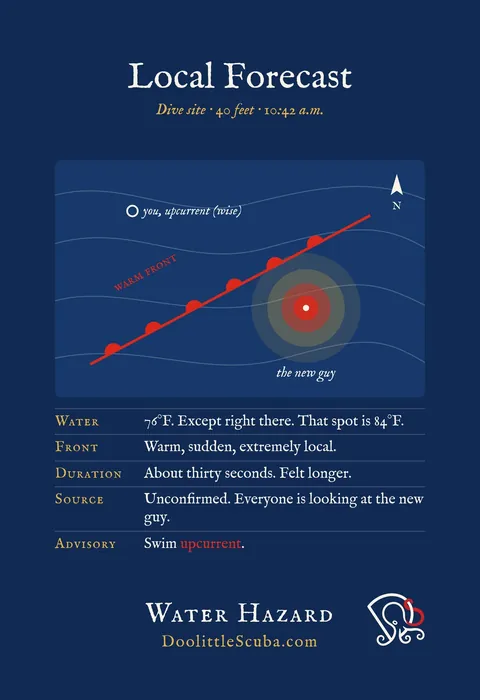 Local Forecast
Dive site · 40 feet · 10:42 a.m.
N
you, upcurrent (wise)
WARM FRONT
the new guy
Water 76°F. Except right there. That spot is 84°F.
Front Warm, sudden, extremely local.
Duration About thirty seconds. Felt longer.
Source Unconfirmed. Everyone is looking at the new
guy.
Advisory Swim upcurrent.
Water Hazard
DoolittleScuba.com